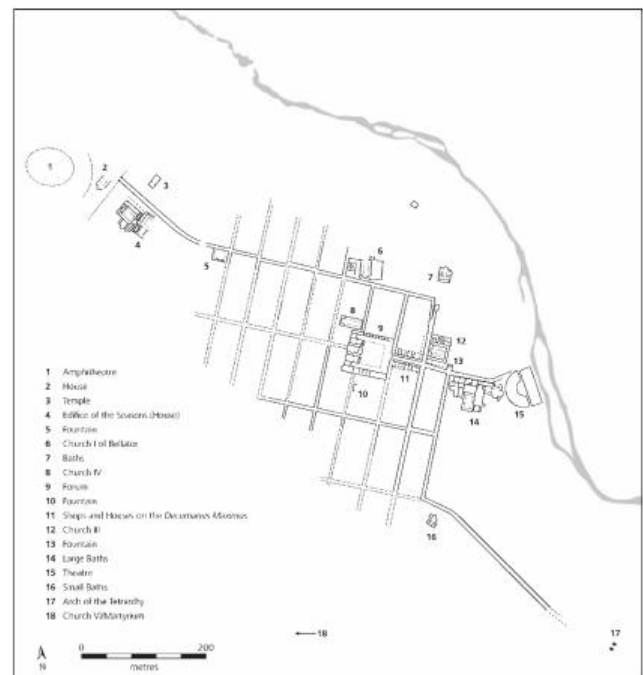 1
2
3
4
5
6
7
8
9
10
11
12
13
14
15
16
1 Amphitheatre
2 House
3 Temple
4 Edifice of the Seasons (House)
5 Fountain
6 Church I of Bellator
7 Baths
8 Church IV
9 Forum
10 Fountain
11 Shops and Houses on the Decumanus Maximus
12 Church III
13 Fountain
14 Large Baths
15 Theatre
16 Small Baths
17 Arch of the Tetrarchy
18 Church VI/Martyrium
18
17
N
0 200
metres